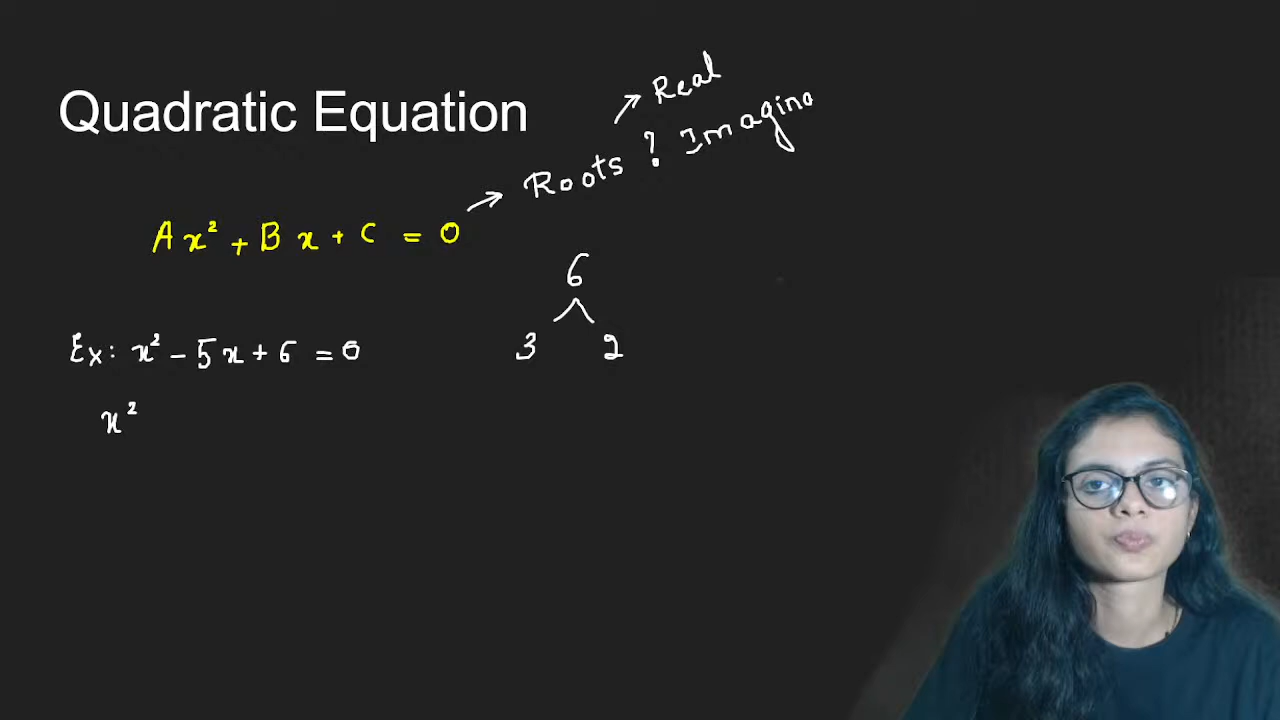 Quadratic Equation
→ Real
→ Roots ? Imagina
Ax² + Bx + C = 0
6
3 2
Ex: x² - 5x + 6 = 0
x²